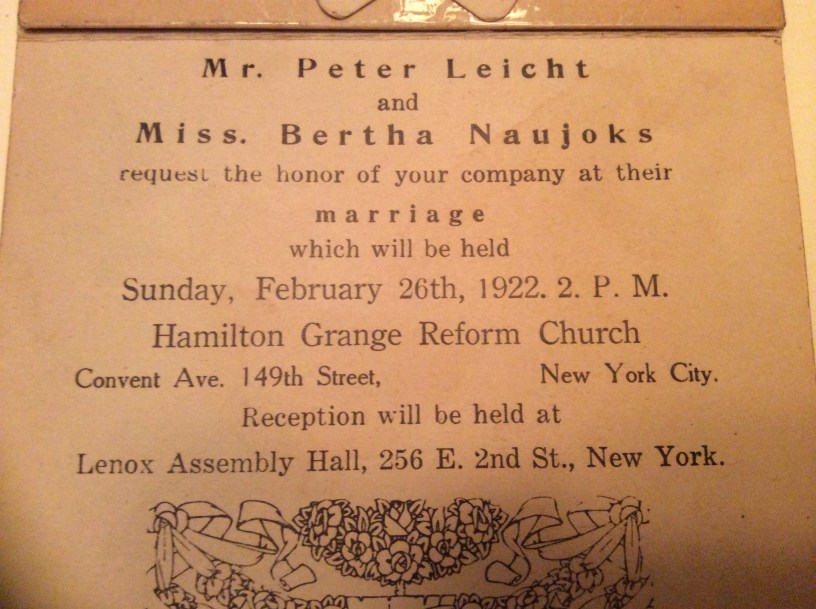 Mr. Peter Leicht
and
Miss. Bertha Naujoks
request the honor of your company at their
marriage
which will be held
Sunday, February 26th, 1922. 2. P. M.
Hamilton Grange Reform Church
Convent Ave. 149th Street, New York City.
Reception will be held at
Lenox Assembly Hall, 256 E. 2nd St., New York.